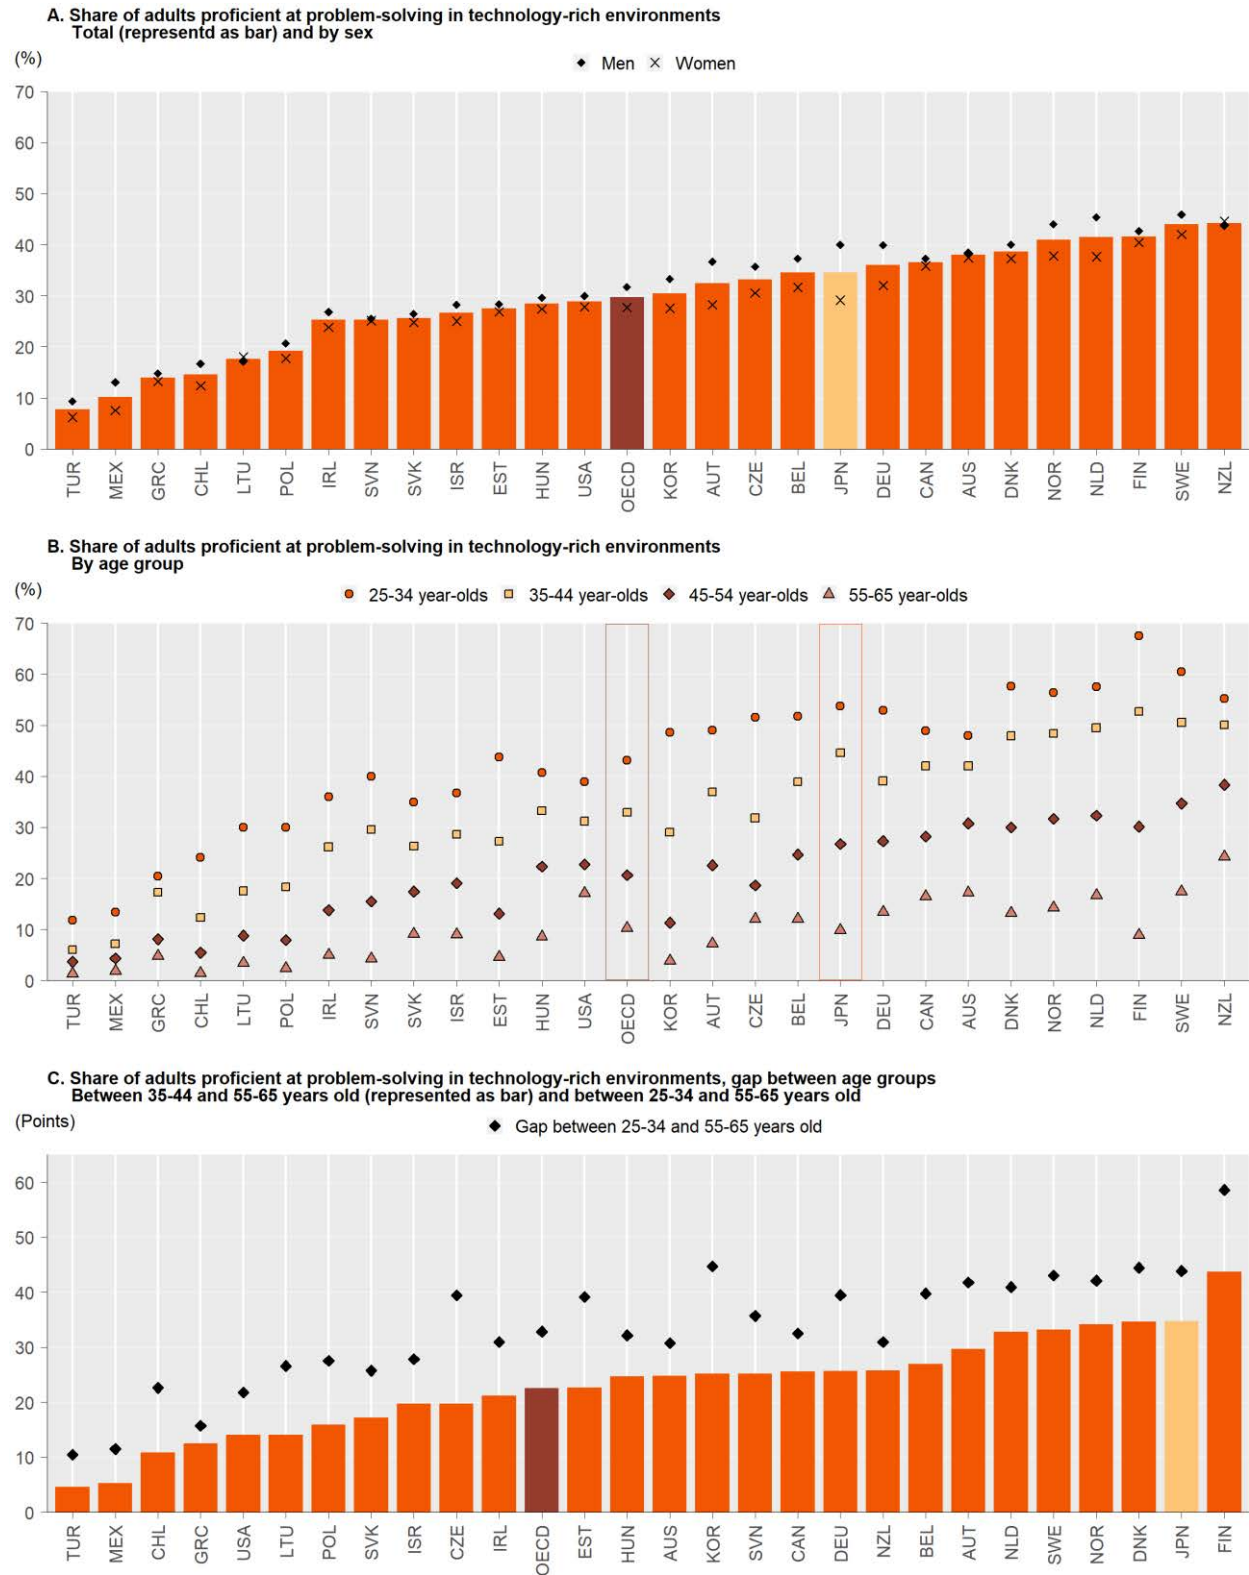 A. Share of adults proficient at problem-solving in technology-rich environments
Total (representd as bar) and by sex
(%)
Men Women
70
60
50
40
30
20
10
0
TUR MEX GRC CHL LTU POL IRL SVN SVK ISR EST HUN USA OECD KOR AUT CZE BEL JPN DEU CAN AUS DNK NOR NLD FIN SWE NZL
B. Share of adults proficient at problem-solving in technology-rich environments
By age group
(%)
25-34 year-olds 35-44 year-olds 45-54 year-olds 55-65 year-olds
70
60
50
40
30
20
10
0
TUR MEX GRC CHL LTU POL IRL SVN SVK ISR EST HUN USA OECD KOR AUT CZE BEL JPN DEU CAN AUS DNK NOR NLD FIN SWE NZL
C. Share of adults proficient at problem-solving in technology-rich environments, gap between age groups
Between 35-44 and 55-65 years old (represented as bar) and between 25-34 and 55-65 years old
(Points)
Gap between 25-34 and 55-65 years old
60
50
40
30
20
10
0
TUR MEX CHL GRC USA LTU POL SVK ISR CZE IRL OECD EST HUN AUS KOR SVN CAN DEU NZL BEL AUT NLD SWE NOR DNK JPN FIN